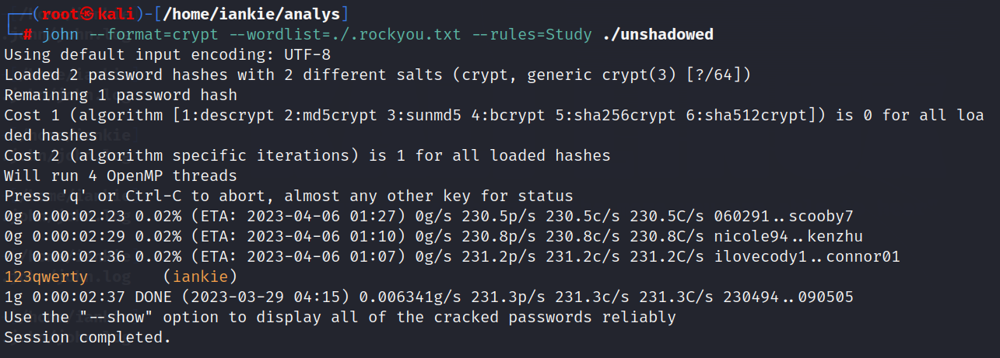 ┌──(root㉿kali)-[/home/iankie/analys]
└─# john --format=crypt --wordlist=./.rockyou.txt --rules=Study ./unshadowed
Using default input encoding: UTF-8
Loaded 2 password hashes with 2 different salts (crypt, generic crypt(3) [?/64])
Remaining 1 password hash
Cost 1 (algorithm [1:descrypt 2:md5crypt 3:sunmd5 4:bcrypt 5:sha256crypt 6:sha512crypt]) is 0 for all loa
ded hashes
Cost 2 (algorithm specific iterations) is 1 for all loaded hashes
Will run 4 OpenMP threads
Press 'q' or Ctrl-C to abort, almost any other key for status
0g 0:00:02:23 0.02% (ETA: 2023-04-06 01:27) 0g/s 230.5p/s 230.5c/s 230.5C/s 060291..scooby7
0g 0:00:02:29 0.02% (ETA: 2023-04-06 01:10) 0g/s 230.8p/s 230.8c/s 230.8C/s nicole94..kenzhu
0g 0:00:02:36 0.02% (ETA: 2023-04-06 01:07) 0g/s 231.2p/s 231.2c/s 231.2C/s ilovecody1..connor01
123qwerty        (iankie)
1g 0:00:02:37 DONE (2023-03-29 04:15) 0.006341g/s 231.3p/s 231.3c/s 231.3C/s 230494..090505
Use the "--show" option to display all of the cracked passwords reliably
Session completed.